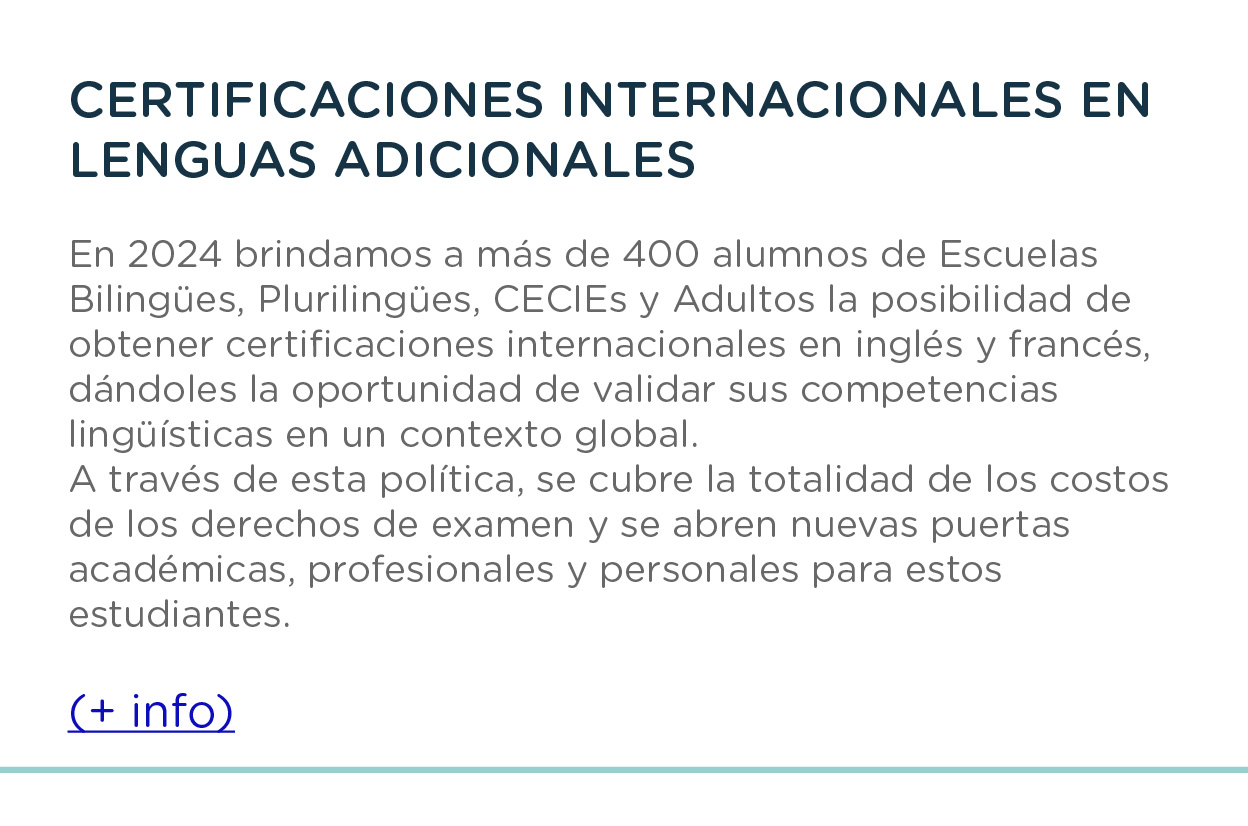 CERTIFICACIONES INTERNACIONALES EN
LENGUAS ADICIONALES
En 2024 brindamos a más de 400 alumnos de Escuelas
Bilingües, Plurilingües, CECIEs y Adultos la posibilidad de
obtener certificaciones internacionales en inglés y francés,
dándoles la oportunidad de validar sus competencias
lingüísticas en un contexto global.
A través de esta política, se cubre la totalidad de los costos
de los derechos de examen y se abren nuevas puertas
académicas, profesionales y personales para estos
estudiantes.
(+ info)